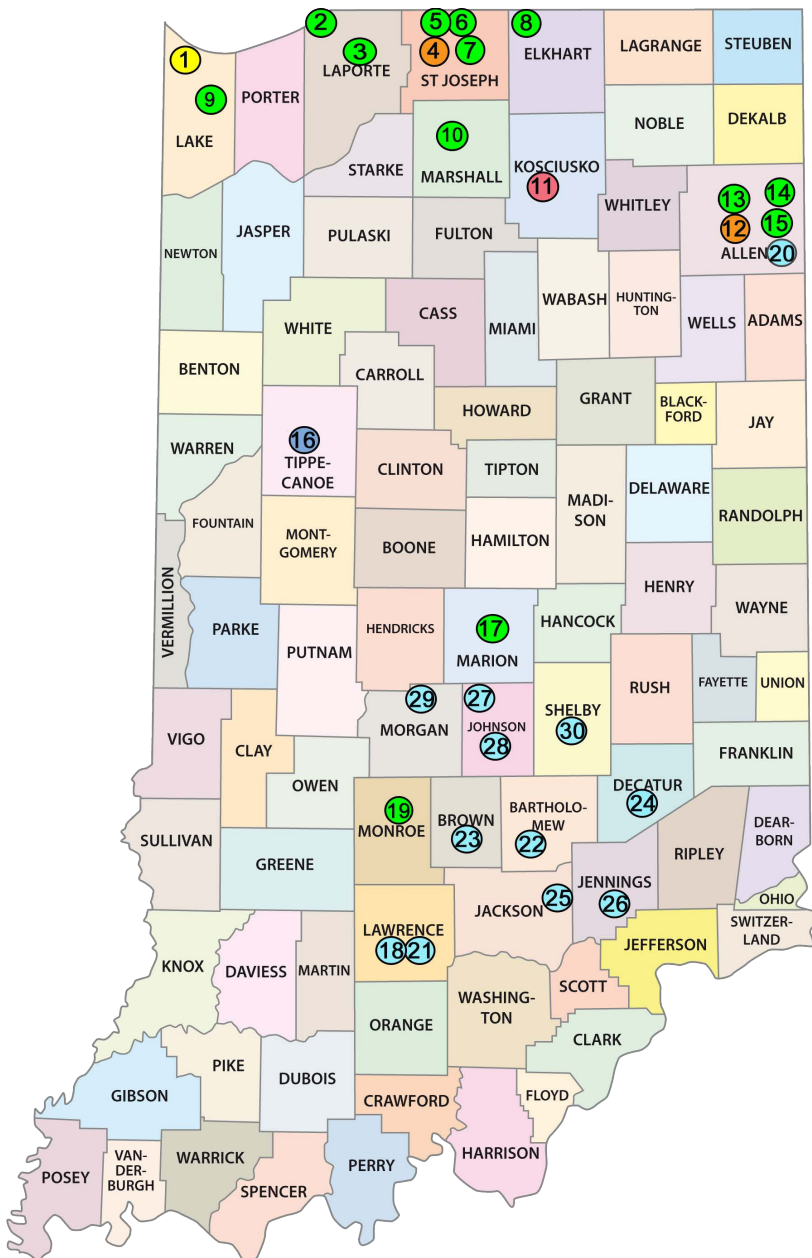 1
2
3
LAPORTE
5
6
4
7
ST JOSEPH
8
ELKHART
LAGRANGE
STEUBEN
9
LAKE
PORTER
10
MARSHALL
STARKE
KOSCIUSKO
11
NOBLE
DEKALB
WHITLEY
13
14
12
15
ALLEN
20
NEWTON
JASPER
PULASKI
FULTON
WHITE
CASS
MIAMI
WABASH
HUNTING-
TON
WELLS
ADAMS
BENTON
CARROLL
HOWARD
GRANT
BLACK-
FORD
JAY
WARREN
16
TIPPE-
CANOE
CLINTON
TIPTON
MADI-
SON
DELAWARE
RANDOLPH
FOUNTAIN
MONT-
GOMERY
BOONE
HAMILTON
HENRY
WAYNE
VERMILLION
PARKE
PUTNAM
HENDRICKS
17
MARION
HANCOCK
RUSH
FAYETTE
UNION
29
MORGAN
27
JOHNSON
28
SHELBY
30
VIGO
CLAY
OWEN
FRANKLIN
DECATUR
24
SULLIVAN
GREENE
19
MONROE
BROWN
23
BARTHOLO-
MEW
22
JENNINGS
26
RIPLEY
DEAR-
BORN
OHIO
SWITZER-
LAND
JACKSON
25
LAWRENCE
18
21
JEFFERSON
KNOX
DAVIESS
MARTIN
SCOTT
WASHING-
TON
ORANGE
CLARK
PIKE
DUBOIS
GIBSON
CRAWFORD
FLOYD
HARRISON
POSEY
VAN-
DER-
BURGH
WARRICK
SPENCER
PERRY